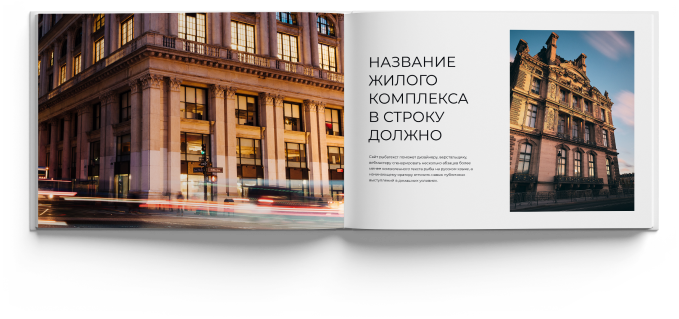 НАЗВАНИЕ
ЖИЛОГО
КОМПЛЕКСА
В СТРОКУ
ДОЛЖНО
Сайт рыбатекст поможет дизайнеру, верстальщику,
вебмастеру сгенерировать несколько абзацев более
менее осмысленного текста рыбы на русском языке, а
начинающему оратору отточить навык публичных
выступлений в домашних условиях.